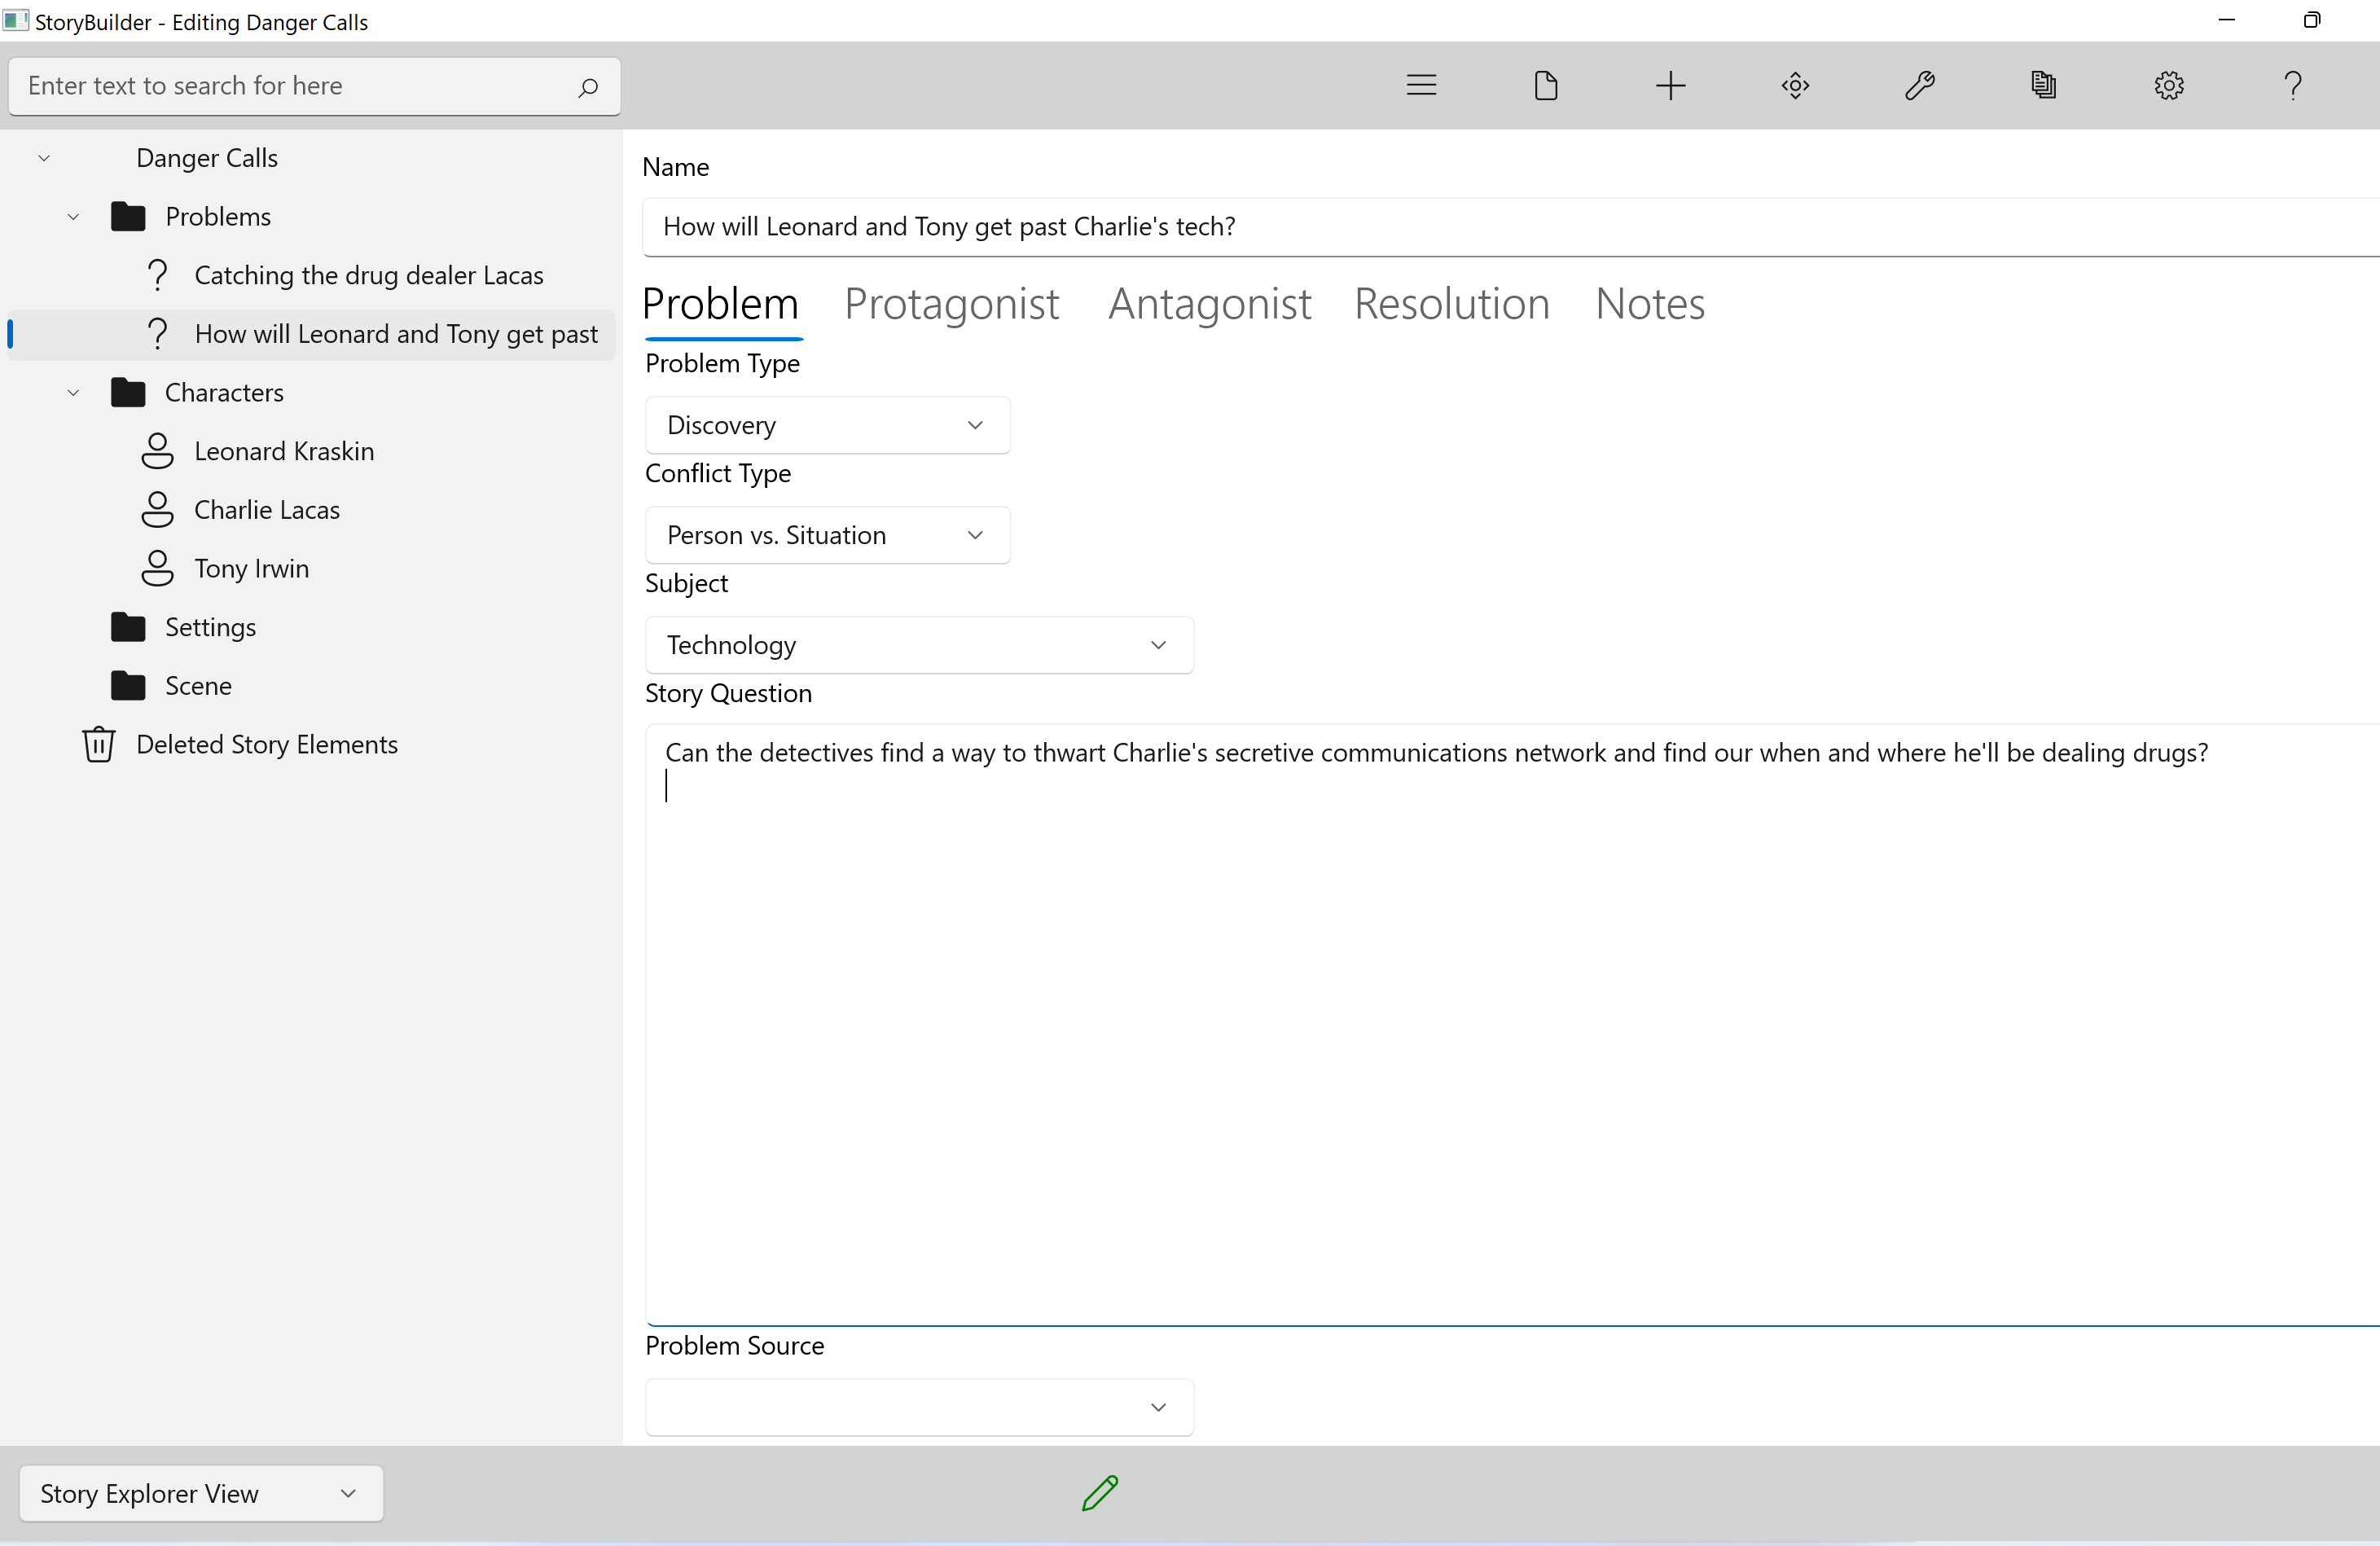 StoryBuilder - Editing Danger Calls
Enter text to search for here
Danger Calls
Problems
Catching the drug dealer Lacas
How will Leonard and Tony get past
Characters
Leonard Kraskin
Charlie Lacas
Tony Irwin
Settings
Scene
Deleted Story Elements
Name
How will Leonard and Tony get past Charlie's tech?
Problem Protagonist Antagonist Resolution Notes
Problem Type
Discovery
Conflict Type
Person vs. Situation
Subject
Technology
Story Question
Can the detectives find a way to thwart Charlie's secretive communications network and find our when and where he'll be dealing drugs?
Problem Source
Story Explorer View